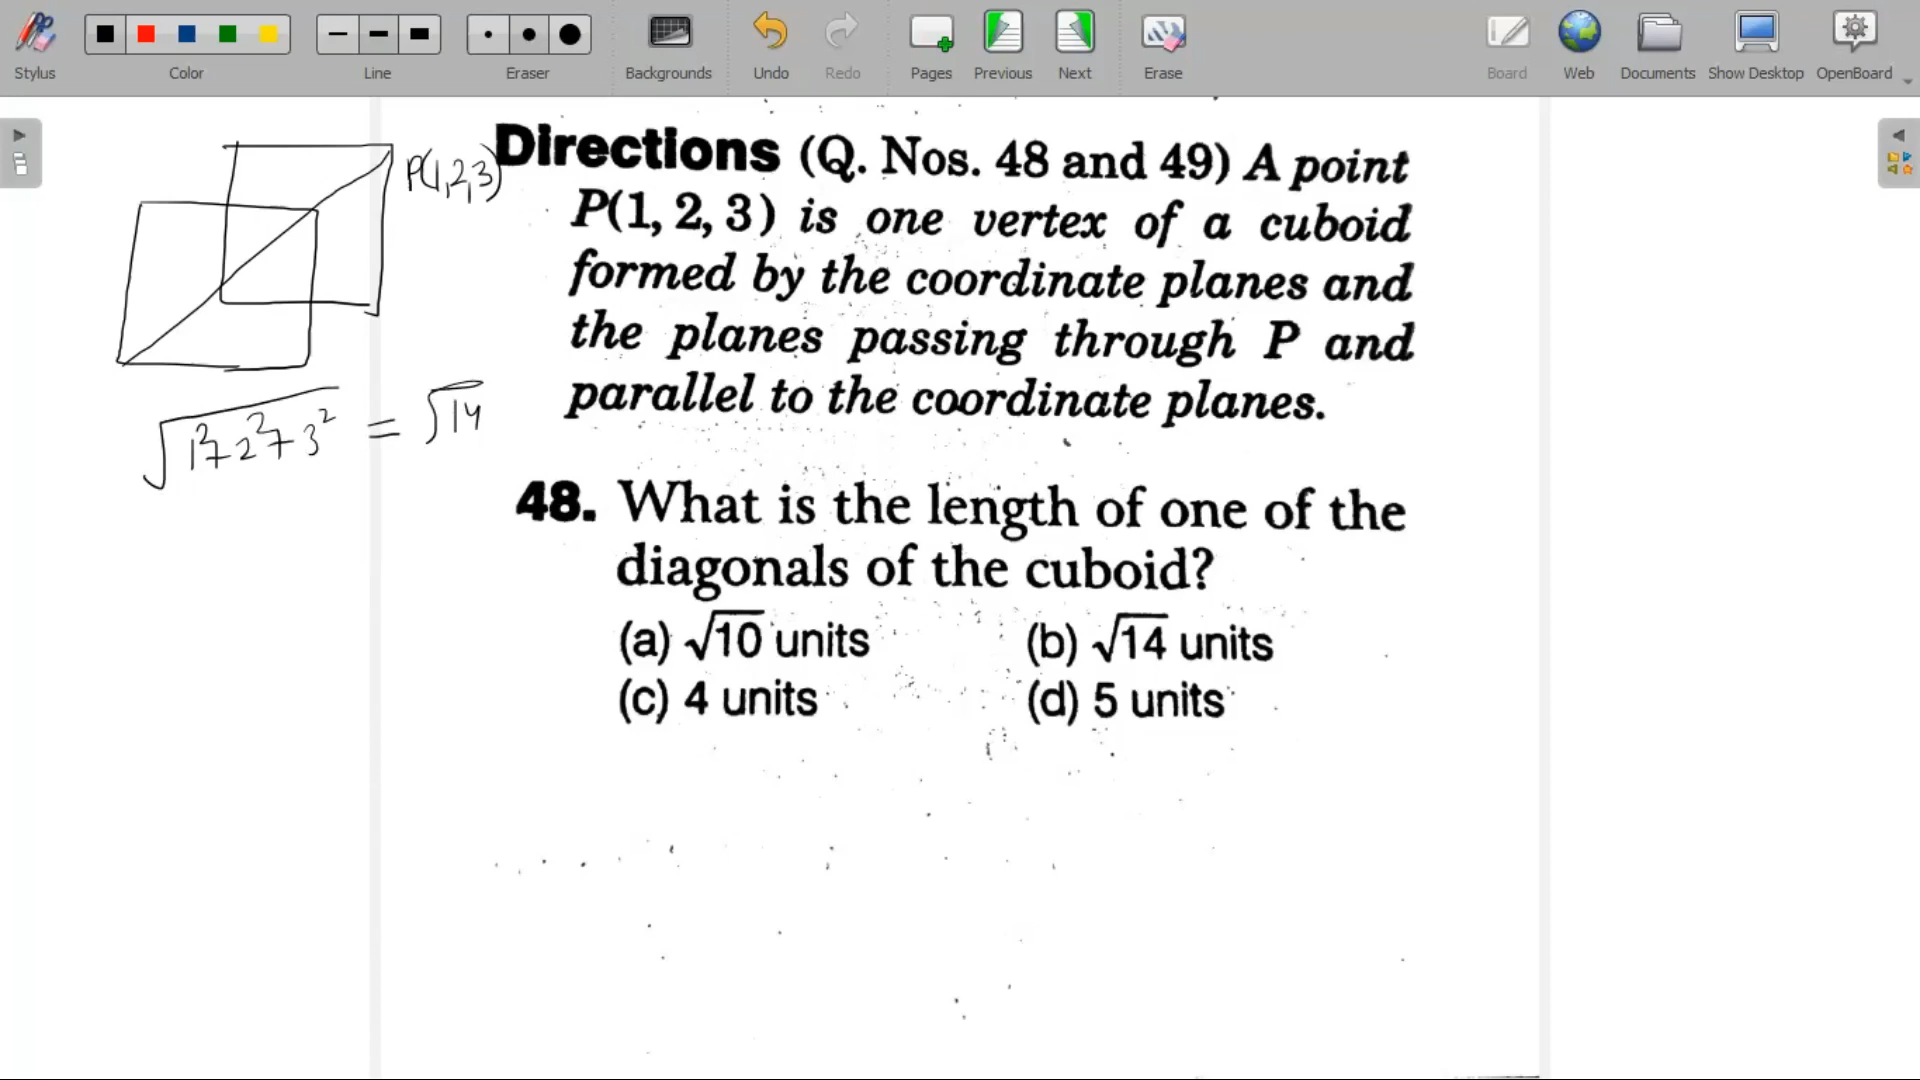 Stylus
Color
Line
Eraser
Backgrounds
Undo
Redo
Pages
Previous
Next
Erase
Board
Web
Documents
Show Desktop
OpenBoard
P(1,2,3)
√1²+2²+3² = √14
Directions (Q. Nos. 48 and 49) A point
P(1, 2, 3) is one vertex of a cuboid
formed by the coordinate planes and
the planes passing through P and
parallel to the coordinate planes.
48. What is the length of one of the
diagonals of the cuboid?
(a) √10 units (b) √14 units
(c) 4 units (d) 5 units